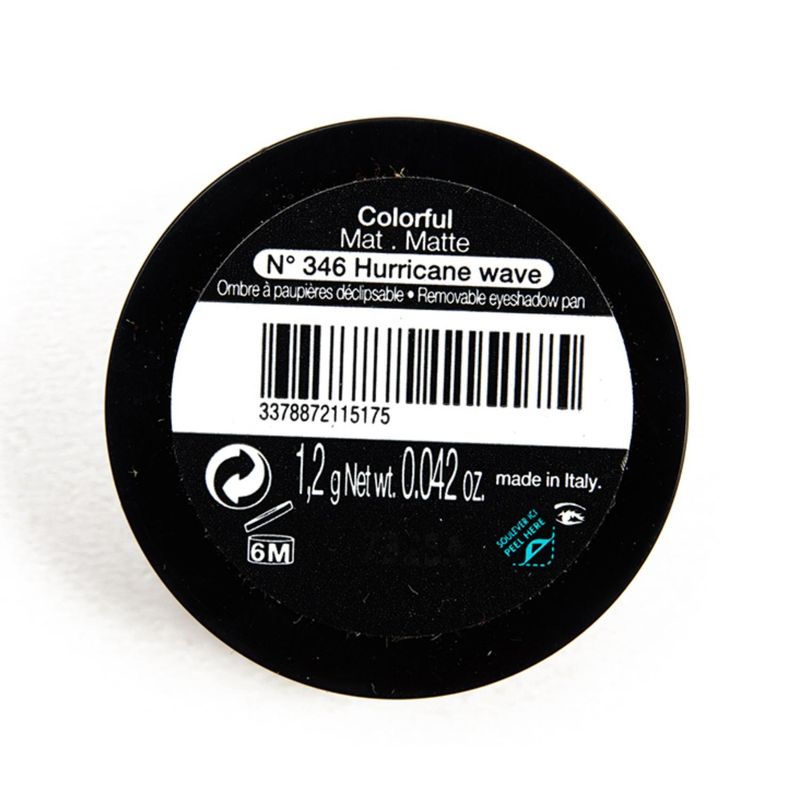 Colorful
Mat . Matte
N° 346 Hurricane wave
Ombre à paupières déclipsable • Removable eyeshadow pan
3378872115175
1,2 g Net wt. 0.042 oz. made in Italy.
SOULEVER ICI
PEEL HERE
6M